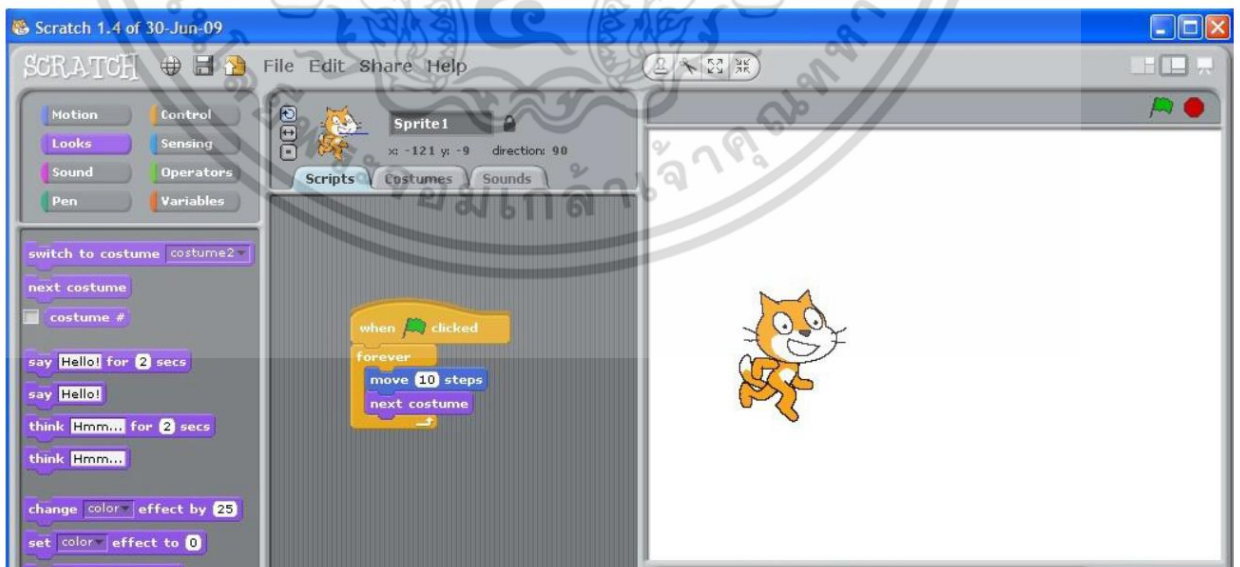 Scratch 1.4 of 30-Jun-09
SCRATCH File Edit Share Help
Motion Control
Looks Sensing
Sound Operators
Pen Variables
Sprite1
x: -121 y: -9 direction: 90
Scripts Costumes Sounds
switch to costume costume2
next costume
costume #
say Hello! for 2 secs
say Hello!
think Hmm... for 2 secs
think Hmm...
change color effect by 25
set color effect to 0
when clicked
forever
move 10 steps
next costume